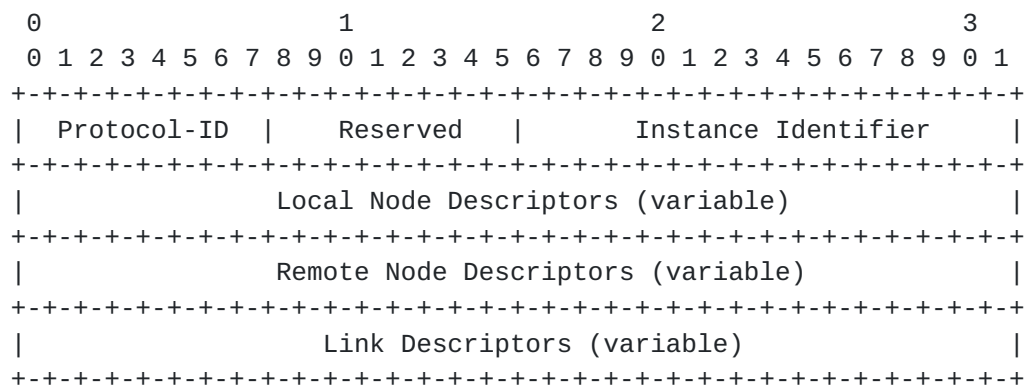 0                   1                   2                   3
 0 1 2 3 4 5 6 7 8 9 0 1 2 3 4 5 6 7 8 9 0 1 2 3 4 5 6 7 8 9 0 1
+-+-+-+-+-+-+-+-+-+-+-+-+-+-+-+-+-+-+-+-+-+-+-+-+-+-+-+-+-+-+-+-+
|  Protocol-ID  |    Reserved   |       Instance Identifier     |
+-+-+-+-+-+-+-+-+-+-+-+-+-+-+-+-+-+-+-+-+-+-+-+-+-+-+-+-+-+-+-+-+
|                Local Node Descriptors (variable)              |
+-+-+-+-+-+-+-+-+-+-+-+-+-+-+-+-+-+-+-+-+-+-+-+-+-+-+-+-+-+-+-+-+
|                Remote Node Descriptors (variable)             |
+-+-+-+-+-+-+-+-+-+-+-+-+-+-+-+-+-+-+-+-+-+-+-+-+-+-+-+-+-+-+-+-+
|                   Link Descriptors (variable)                 |
+-+-+-+-+-+-+-+-+-+-+-+-+-+-+-+-+-+-+-+-+-+-+-+-+-+-+-+-+-+-+-+-+